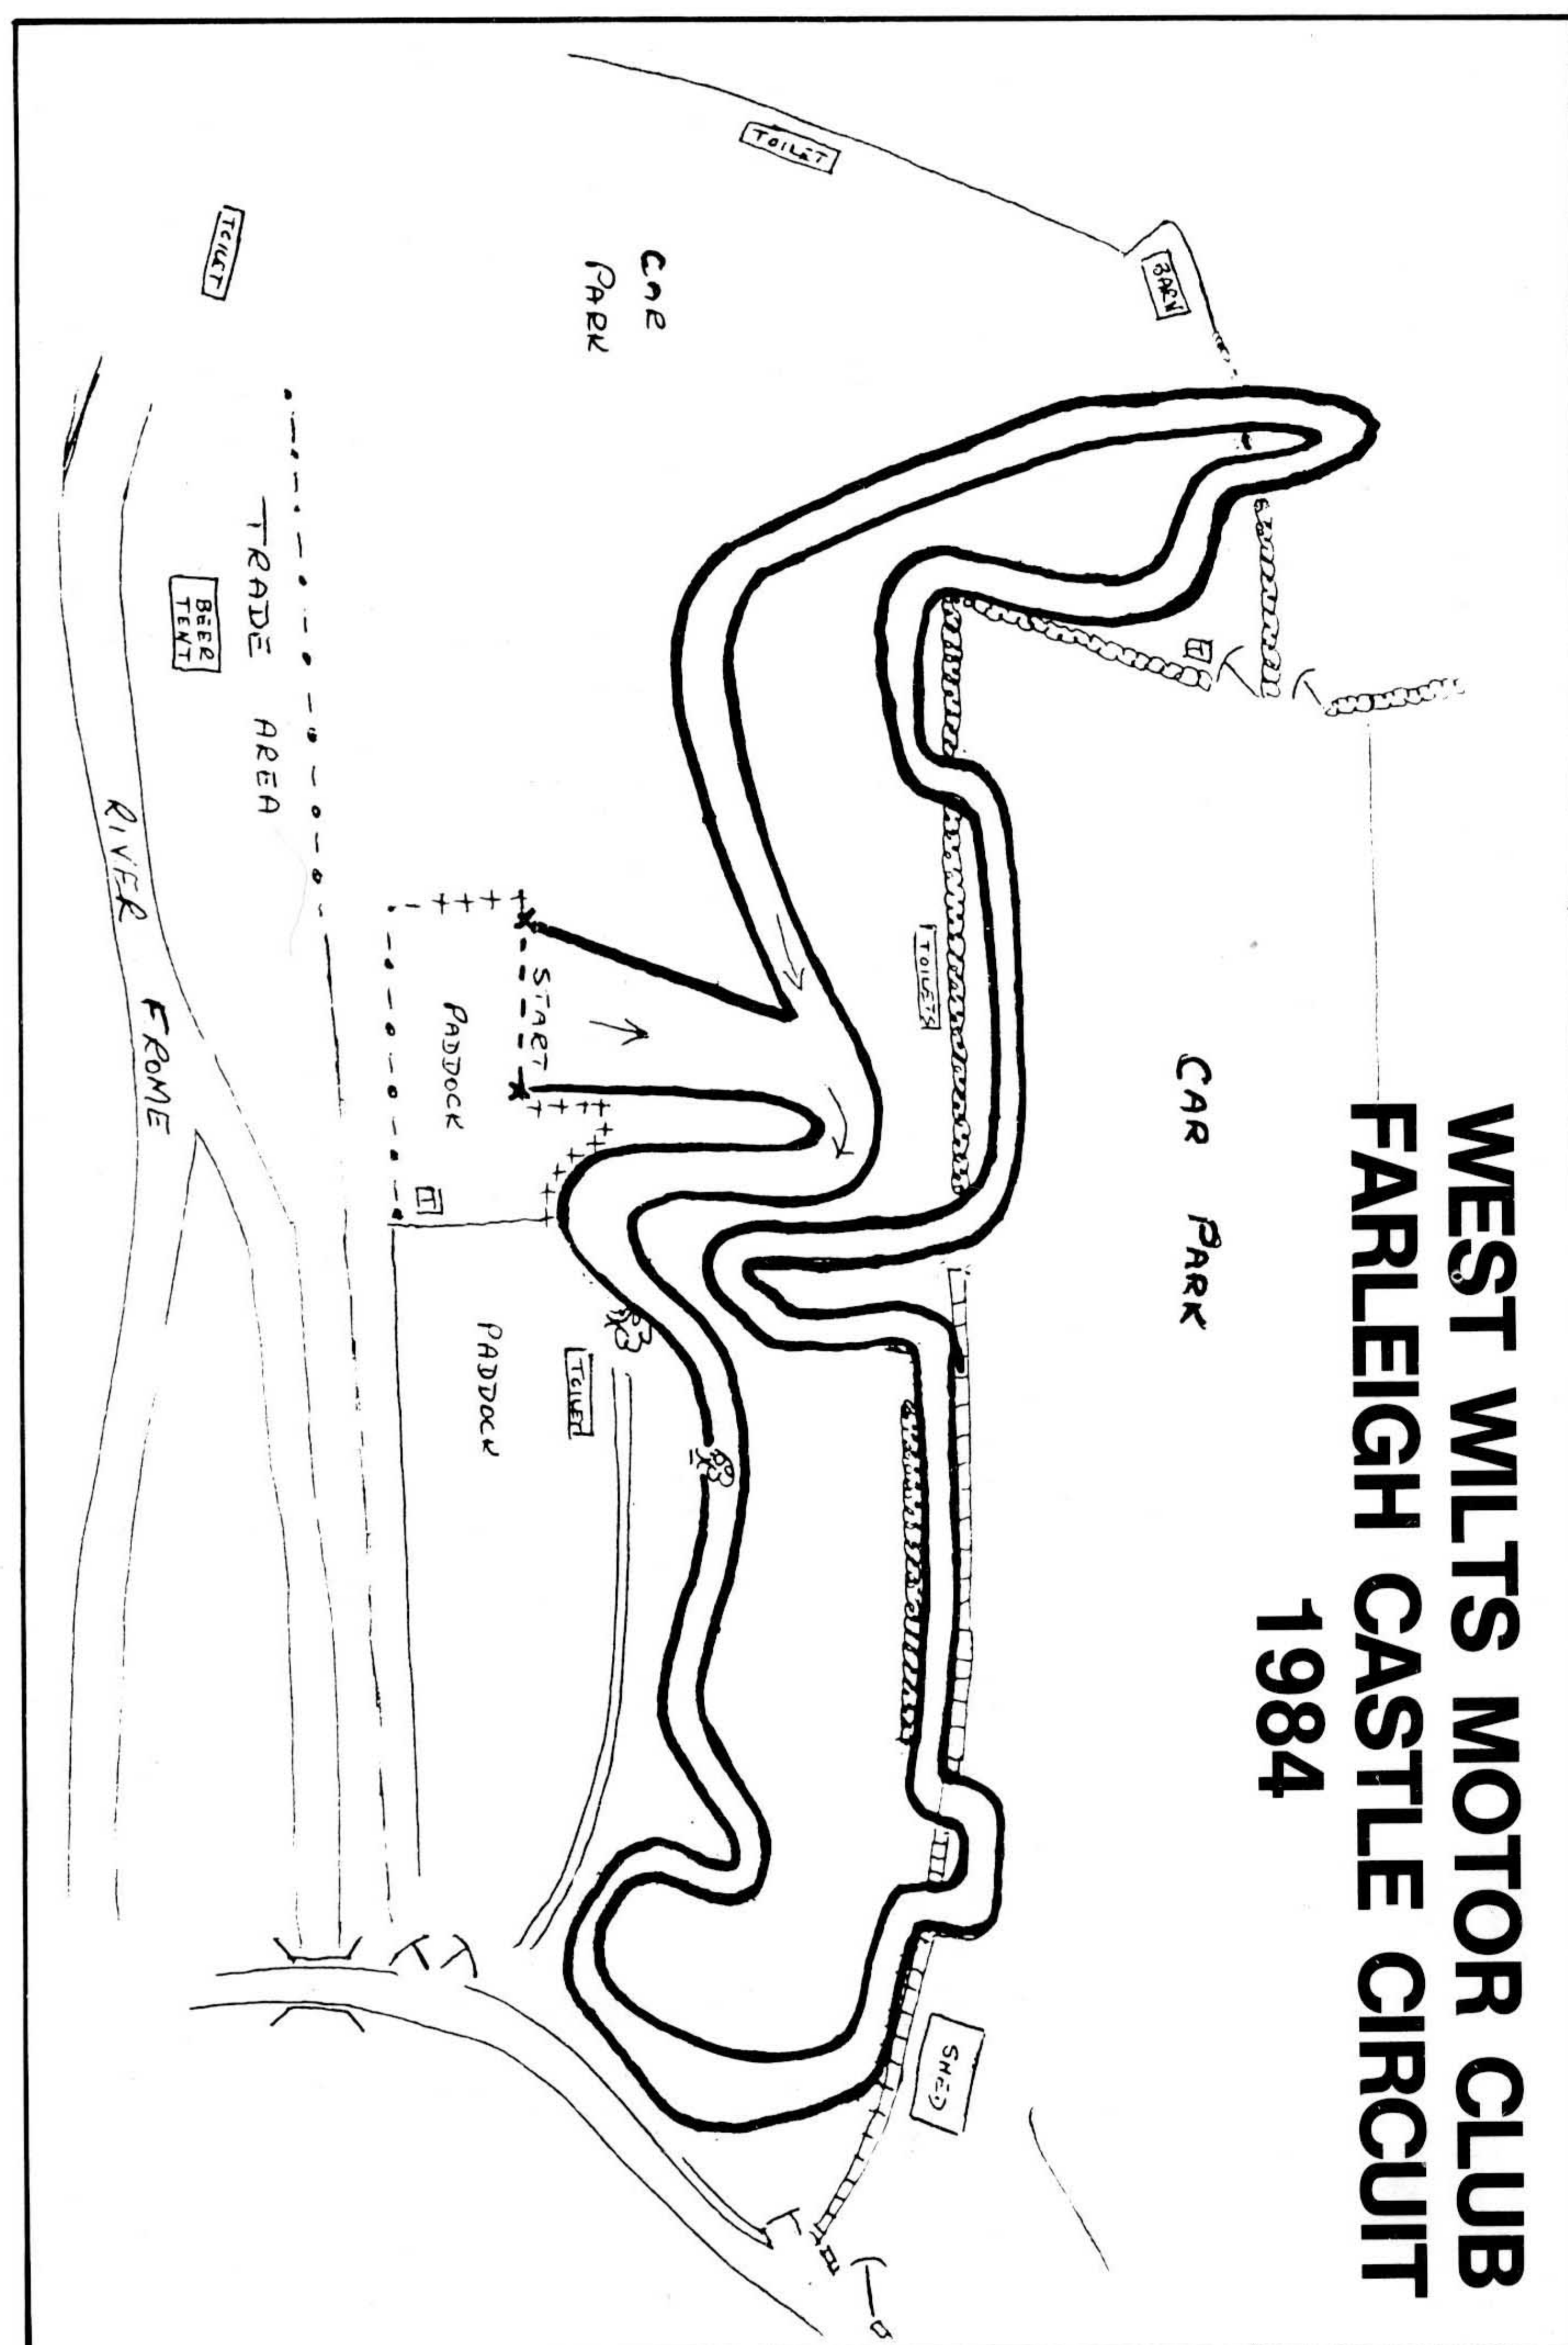 WEST WILTS MOTOR CLUB
FARLEIGH CASTLE CIRCUIT
1984
BARN
TOILET
CAR
PARK
TOILET
T
CAR PARK
TOILETS
SHED
START
PADDOCK
T
TOILET
PADDOCK
TRADE AREA
BEER
TENT
RIVER FROME